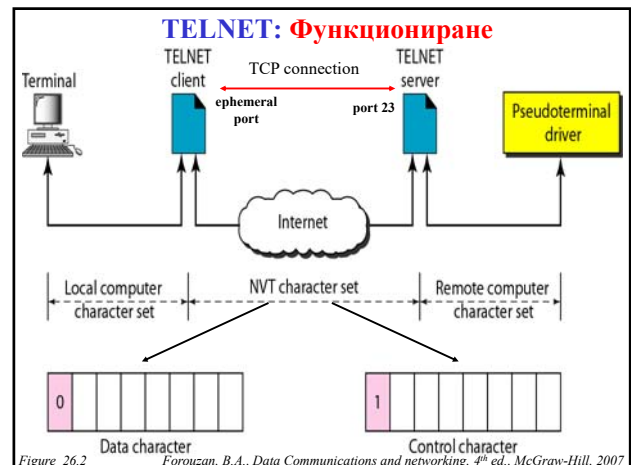 TELNET: Функциониране
Terminal
TELNET
client
TCP connection
TELNET
server
ephemeral
port
port 23
Pseudoterminal
driver
Internet
Local computer
character set
NVT character set
Remote computer
character set
0
1
Data character
Control character
Figure 26.2 Forouzan, B.A., Data Communications and networking, 4th ed., McGraw-Hill, 2007